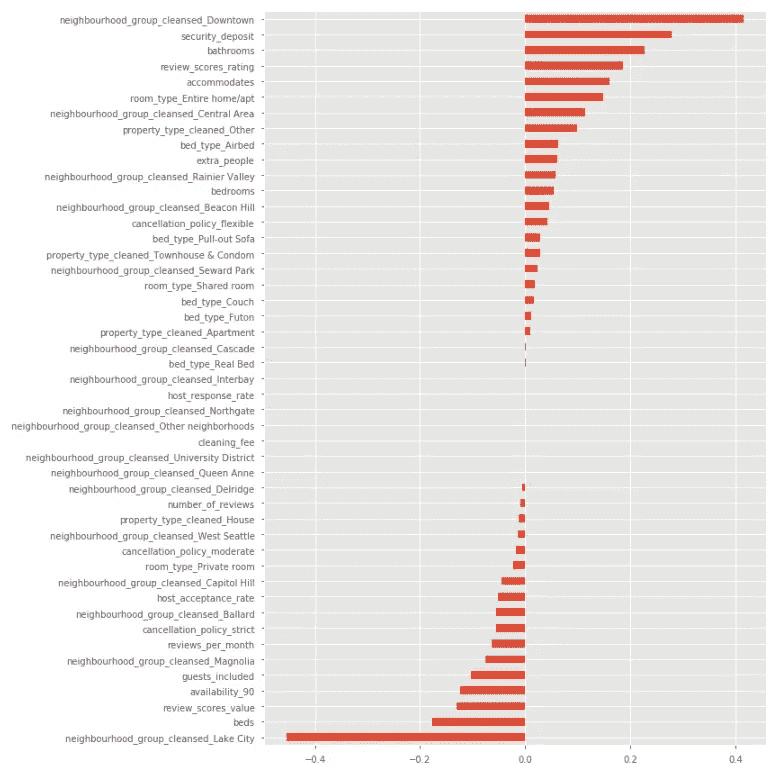 neighbourhood_group_cleansed_Downtown
security_deposit
bathrooms
review_scores_rating
accommodates
room_type_Entire home/apt
neighbourhood_group_cleansed_Central Area
property_type_cleaned_Other
bed_type_Airbed
extra_people
neighbourhood_group_cleansed_Rainier Valley
bedrooms
neighbourhood_group_cleansed_Beacon Hill
cancellation_policy_flexible
bed_type_Pull-out Sofa
property_type_cleaned_Townhouse & Condom
neighbourhood_group_cleansed_Seward Park
room_type_Shared room
bed_type_Couch
bed_type_Futon
property_type_cleaned_Apartment
neighbourhood_group_cleansed_Cascade
bed_type_Real Bed
neighbourhood_group_cleansed_Interbay
host_response_rate
neighbourhood_group_cleansed_Northgate
neighbourhood_group_cleansed_Other neighborhoods
cleaning_fee
neighbourhood_group_cleansed_University District
neighbourhood_group_cleansed_Queen Anne
neighbourhood_group_cleansed_Delridge
number_of_reviews
property_type_cleaned_House
neighbourhood_group_cleansed_West Seattle
cancellation_policy_moderate
room_type_Private room
neighbourhood_group_cleansed_Capitol Hill
host_acceptance_rate
neighbourhood_group_cleansed_Ballard
cancellation_policy_strict
reviews_per_month
neighbourhood_group_cleansed_Magnolia
guests_included
availability_90
review_scores_value
beds
neighbourhood_group_cleansed_Lake City
−0.4 −0.2 0.0 0.2 0.4